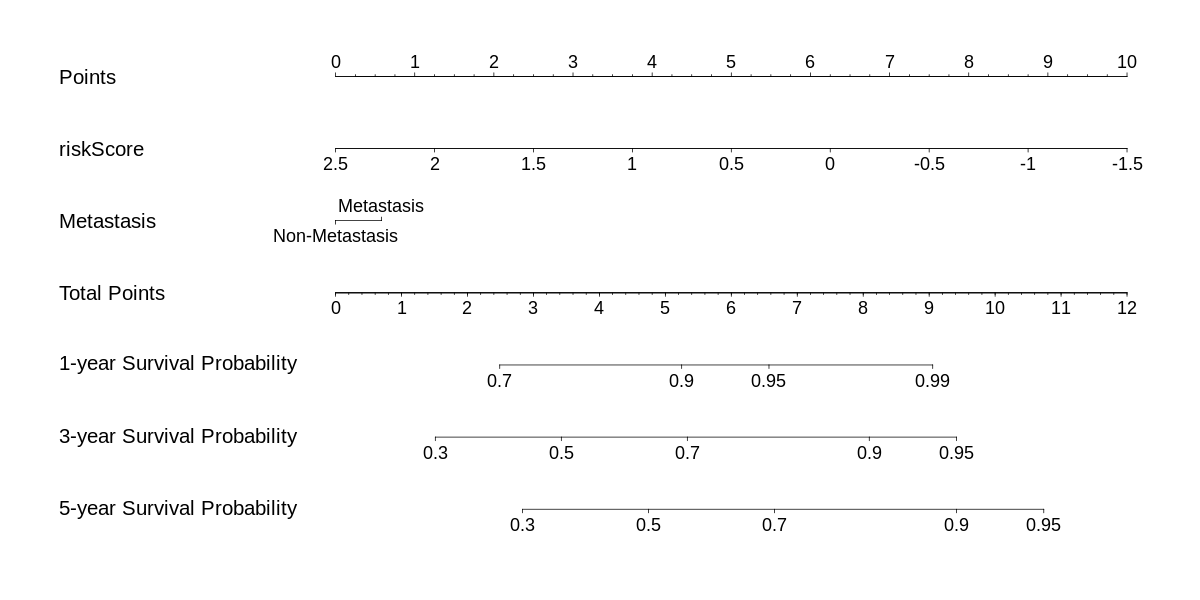 Points 0 1 2 3 4 5 6 7 8 9 10
riskScore
2.5 2 1.5 1 0.5 0 -0.5 -1 -1.5
Metastasis
Metastasis
Non-Metastasis
Total Points
0 1 2 3 4 5 6 7 8 9 10 11 12
1-year Survival Probability
0.7 0.9 0.95 0.99
3-year Survival Probability
0.3 0.5 0.7 0.9 0.95
5-year Survival Probability
0.3 0.5 0.7 0.9 0.95